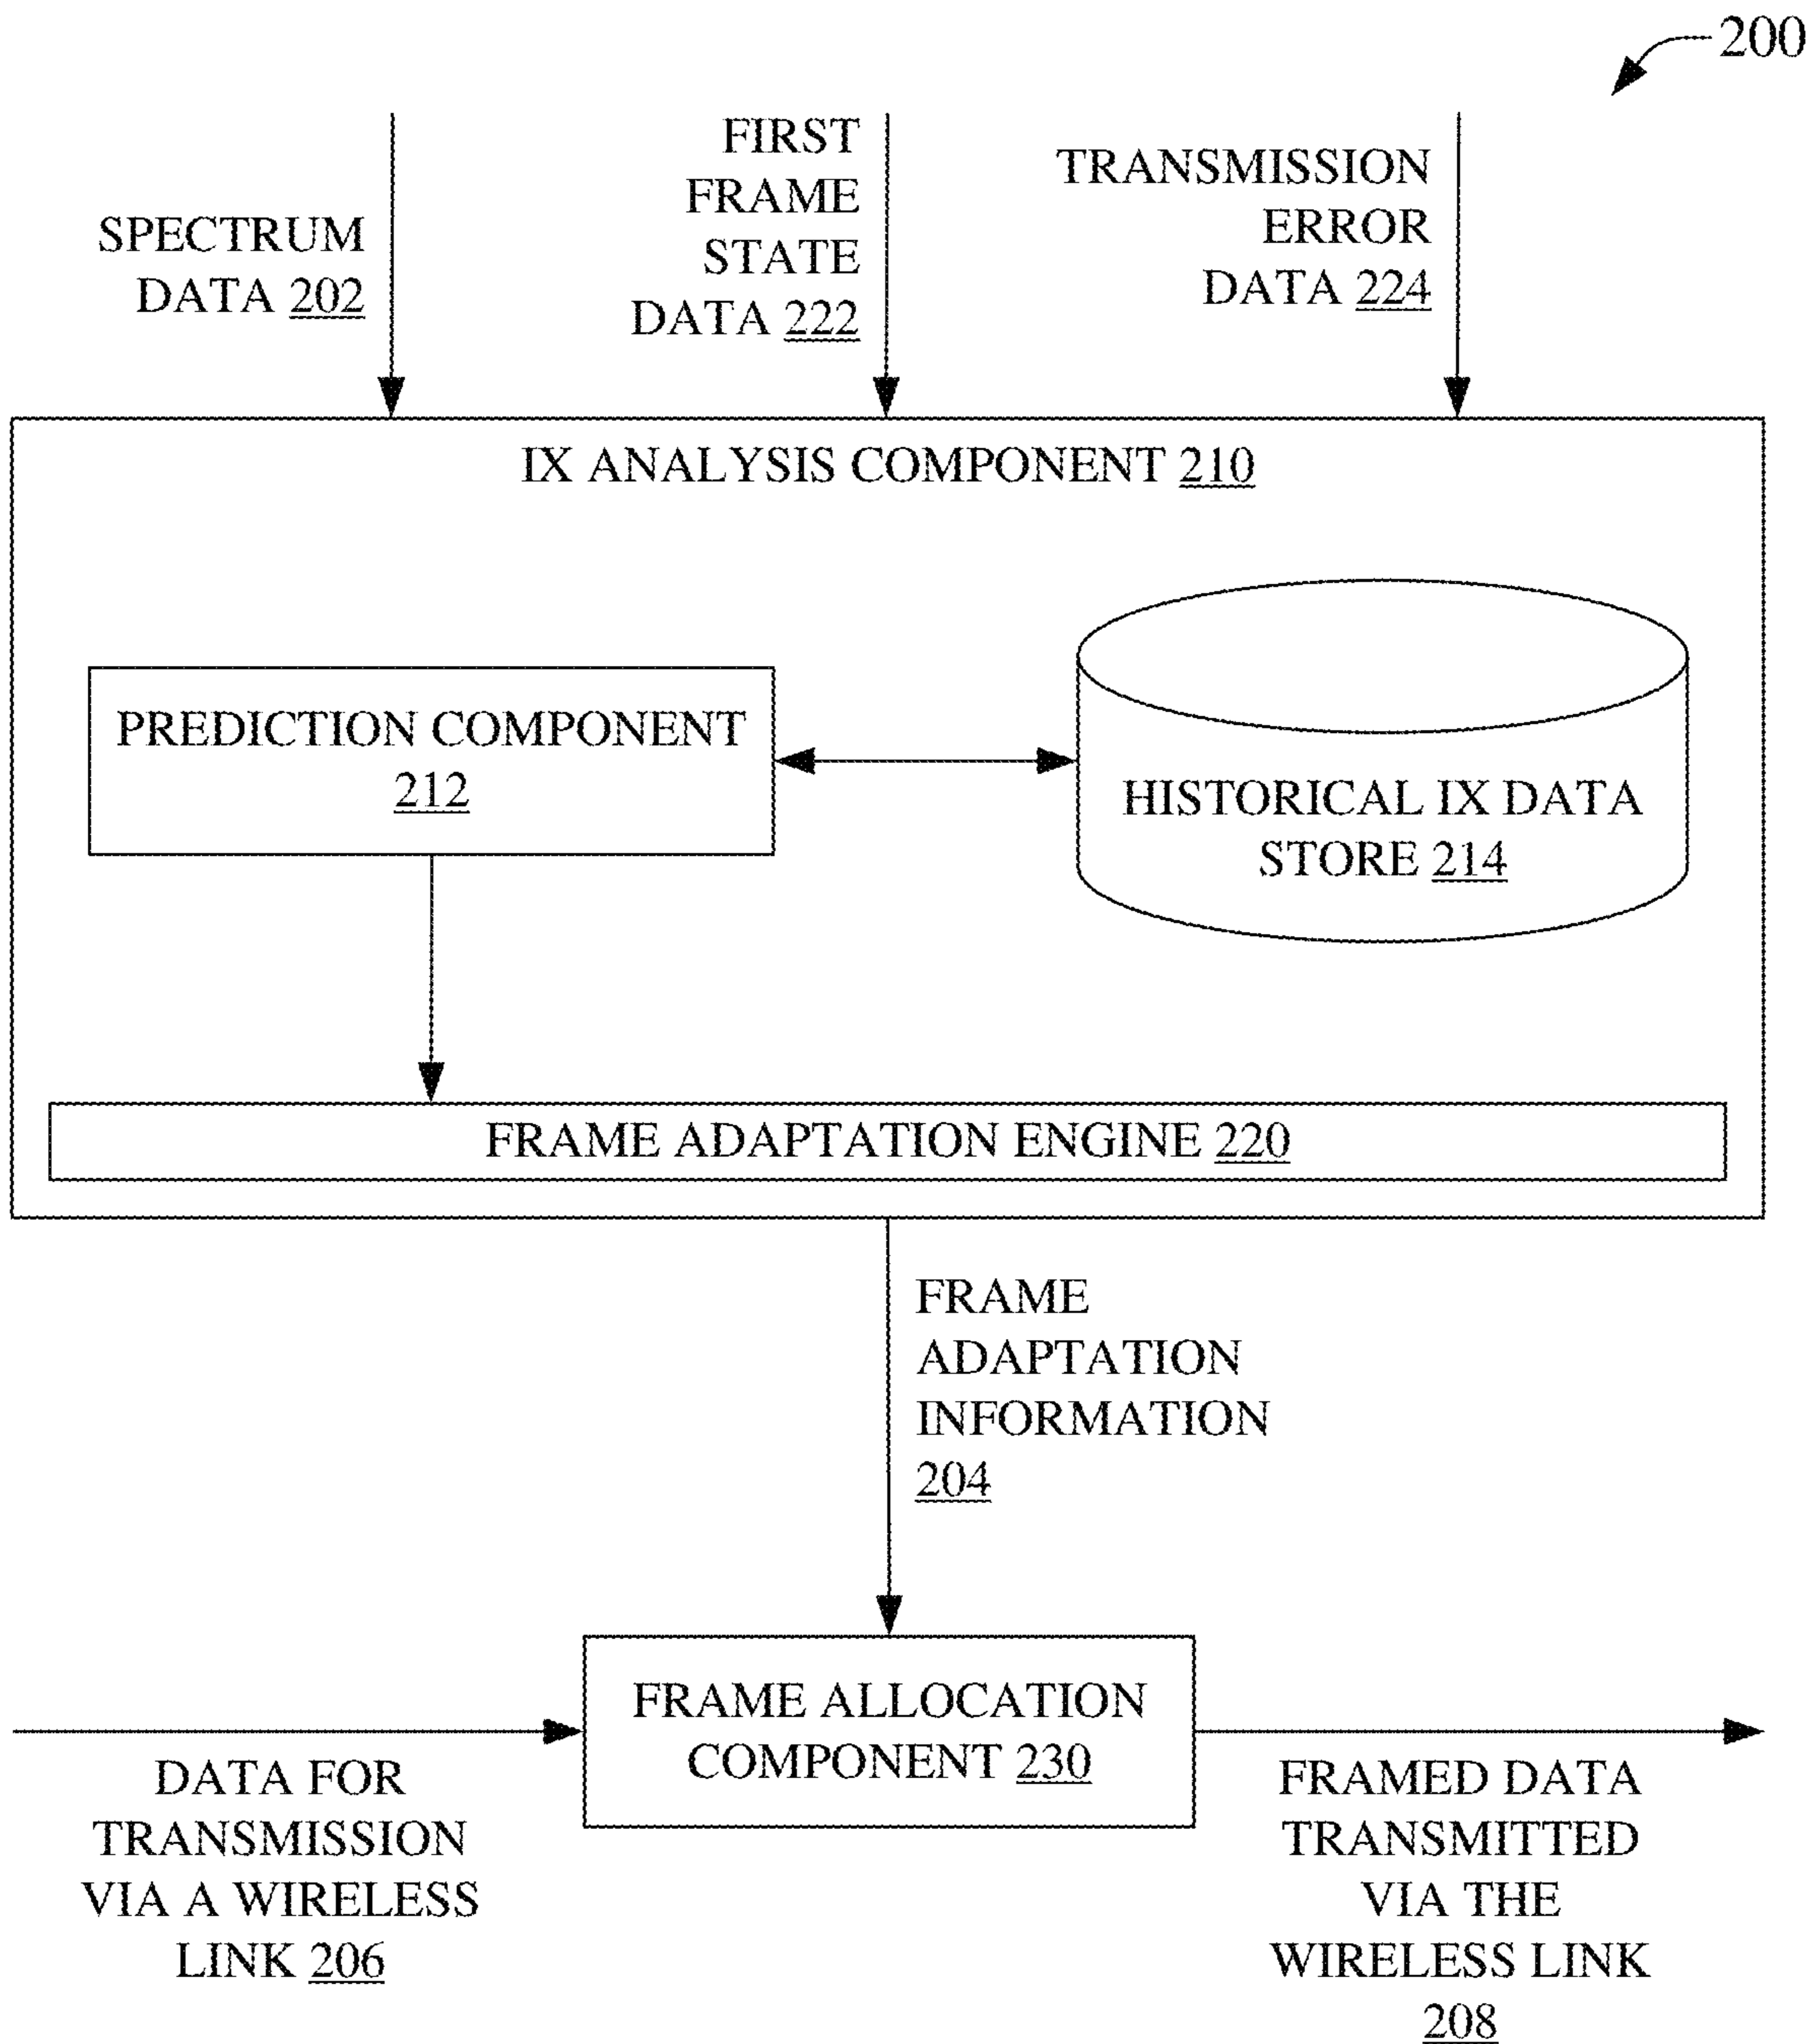 200
SPECTRUM
DATA 202
FIRST
FRAME
STATE
DATA 222
TRANSMISSION
ERROR
DATA 224
IX ANALYSIS COMPONENT 210
PREDICTION COMPONENT
212
HISTORICAL IX DATA
STORE 214
FRAME ADAPTATION ENGINE 220
FRAME
ADAPTATION
INFORMATION
204
FRAME ALLOCATION
COMPONENT 230
DATA FOR
TRANSMISSION
VIA A WIRELESS
LINK 206
FRAMED DATA
TRANSMITTED
VIA THE
WIRELESS LINK
208